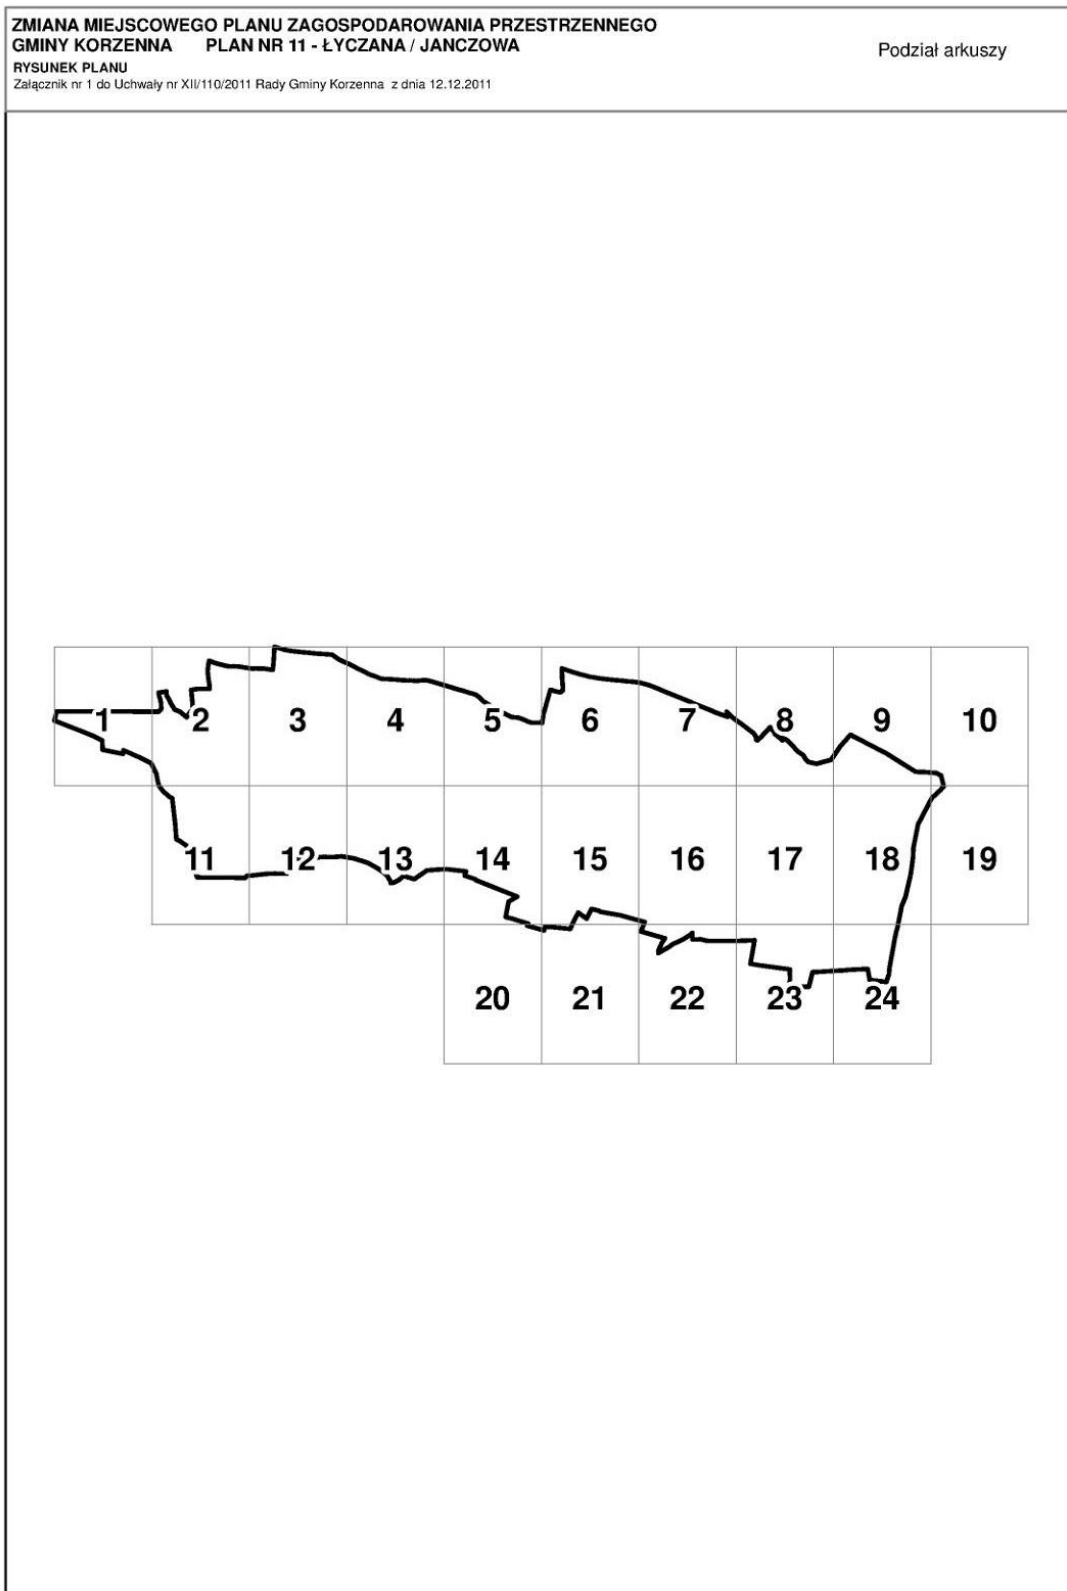 ZMIANA MIEJSCOWEGO PLANU ZAGOSPODAROWANIA PRZESTRZENNEGO
GMINY KORZENNA PLAN NR 11 - ŁYCZANA / JANCZOWA
Podział arkuszy
RYSUNEK PLANU
Załącznik nr 1 do Uchwały nr XII/110/2011 Rady Gminy Korzenna z dnia 12.12.2011
1 2 3 4 5 6 7 8 9 10
11 12 13 14 15 16 17 18 19
20 21 22 23 24